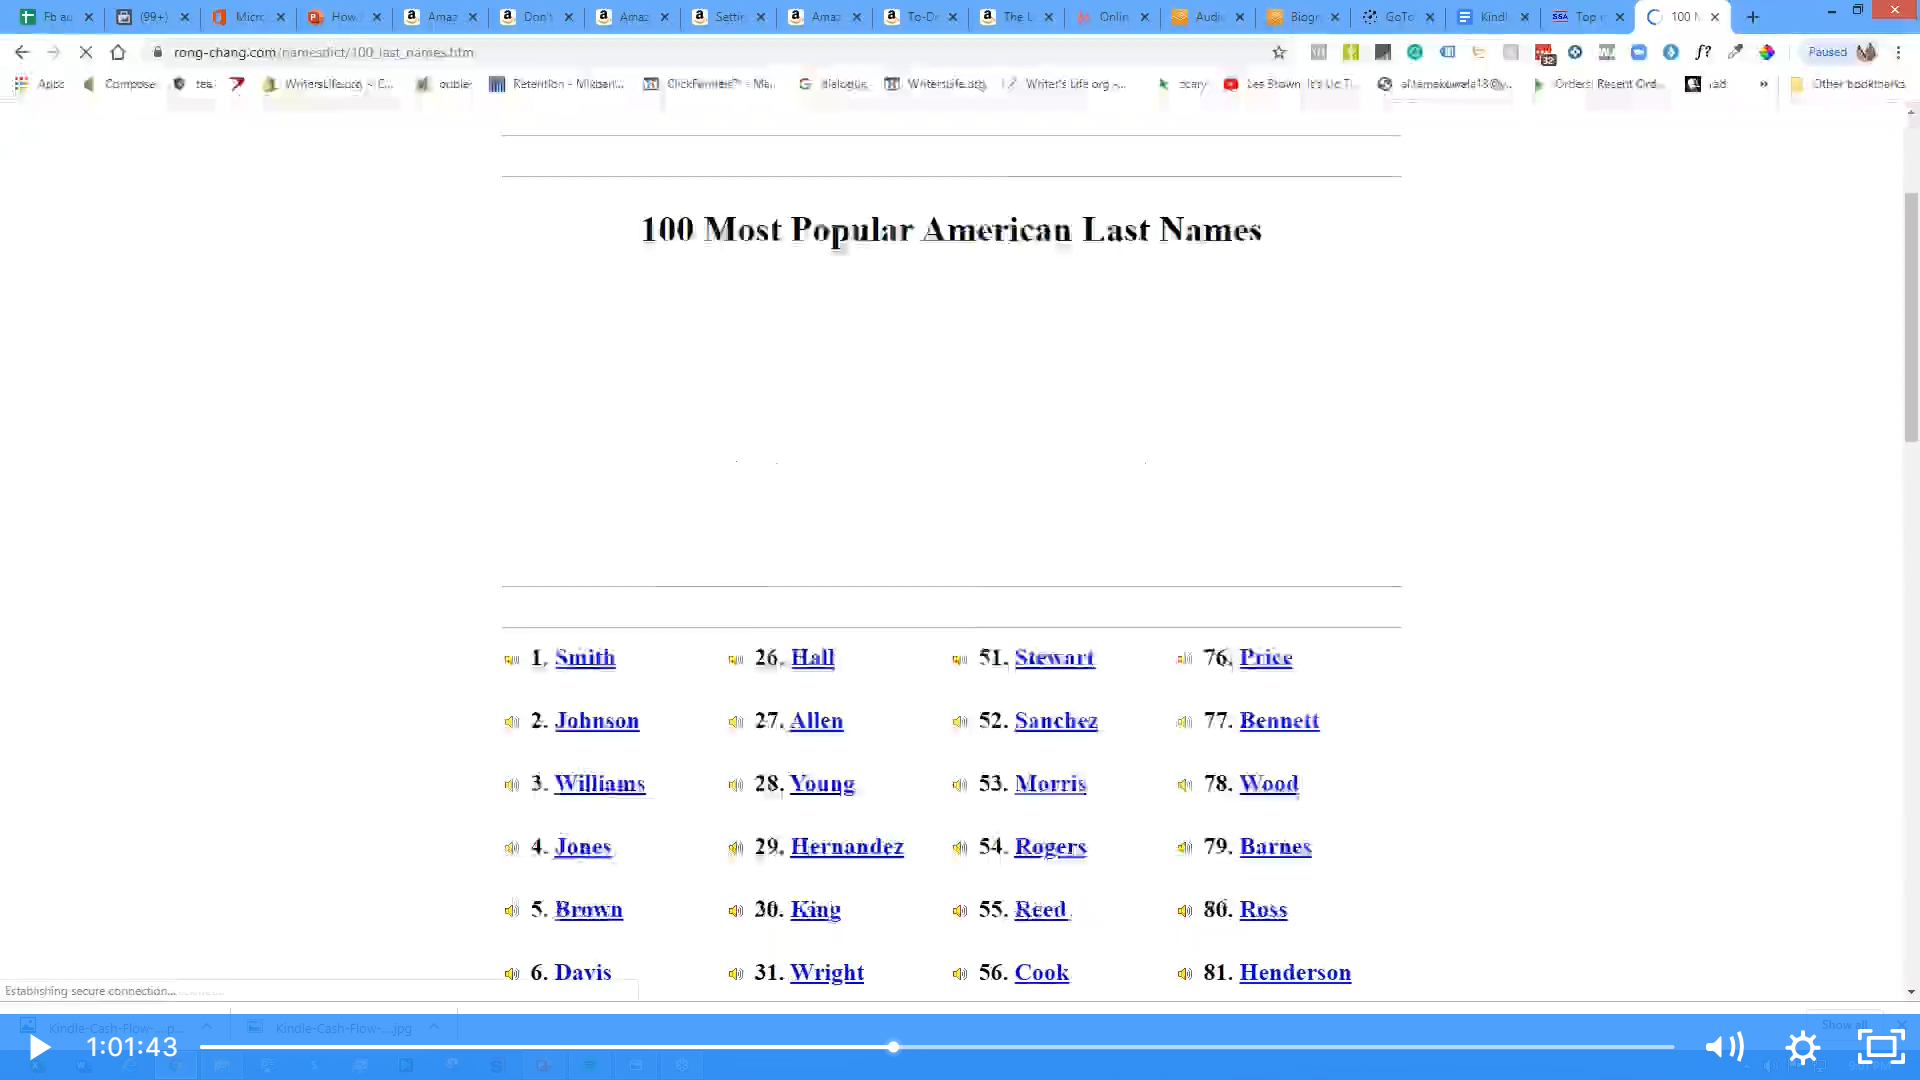 Fb au (99+) Micro How Amaz Don't Amaz Settin Amaz To-Do The L Onlin Audio Biogr GoTo Kindl Top n 100 M
rong-chang.com/namesdict/100_last_names.htm Paused
Apps Compose tea WritersLife.org - C... Retention - Mixpan... ClickFunnels™ - Ma... dialogue WritersLife.org Writer's Life.org -... scary Les Brown It's Up T... Orders: Recent Ord... » Other bookmarks
100 Most Popular American Last Names
1. Smith 26. Hall 51. Stewart 76. Price
2. Johnson 27. Allen 52. Sanchez 77. Bennett
3. Williams 28. Young 53. Morris 78. Wood
4. Jones 29. Hernandez 54. Rogers 79. Barnes
5. Brown 30. King 55. Reed 80. Ross
6. Davis 31. Wright 56. Cook 81. Henderson
Establishing secure connection...
Kindle-Cash-Flow-....p... Kindle-Cash-Flow-....jpg Show all
1:01:43